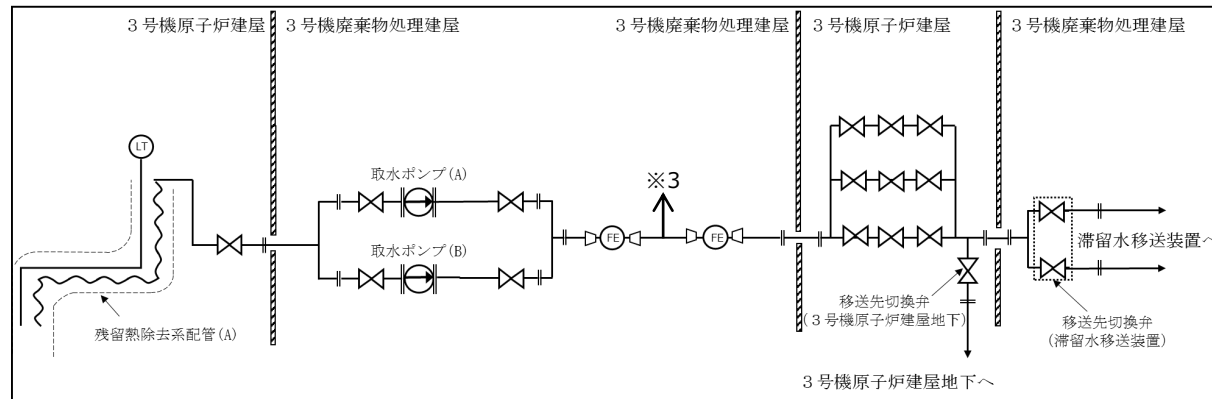 ３号機原子炉建屋
３号機廃棄物処理建屋
３号機廃棄物処理建屋
３号機原子炉建屋
３号機廃棄物処理建屋
LT
取水ポンプ(A)
※3
取水ポンプ(B)
FE
FE
滞留水移送装置へ
残留熱除去系配管(A)
移送先切換弁
(３号機原子炉建屋地下)
移送先切換弁
(滞留水移送装置)
３号機原子炉建屋地下へ